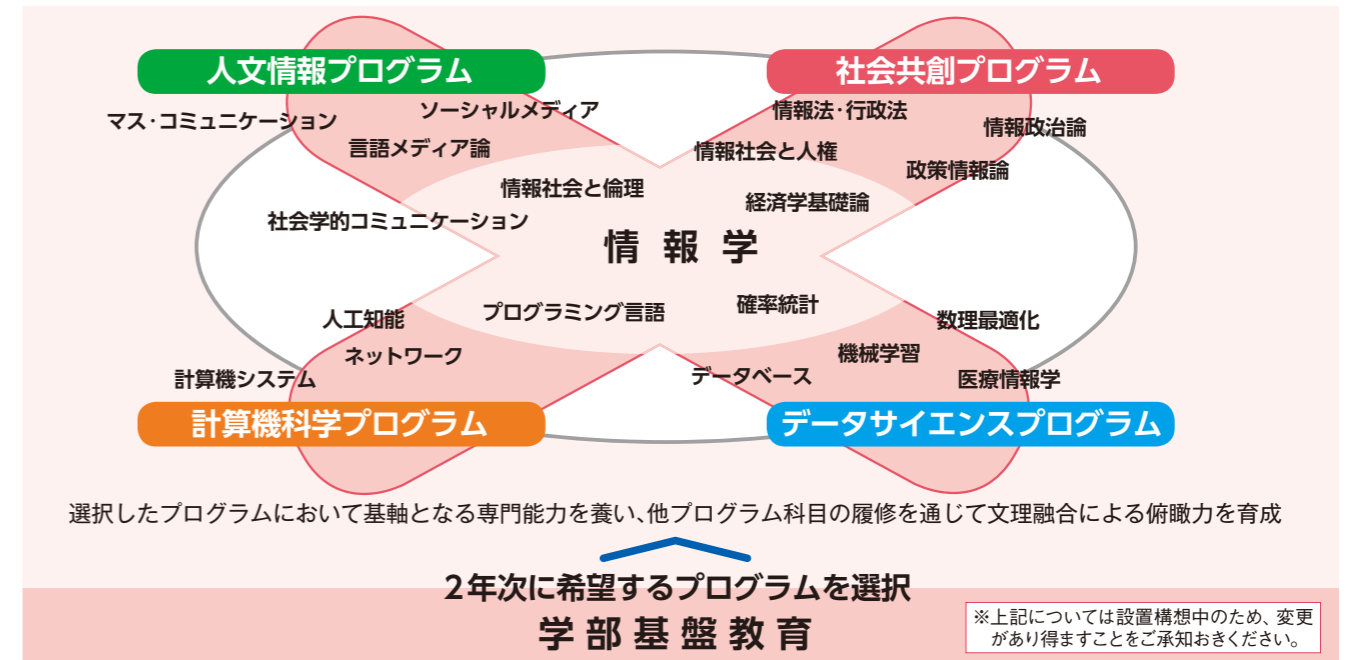 人文情報プログラム
社会共創プログラム
マス・コミュニケーション
ソーシャルメディア
言語メディア論
情報社会と倫理
社会学的コミュニケーション
情報法・行政法
情報政治論
情報社会と人権
政策情報論
経済学基礎論
情報学
人工知能
プログラミング言語
ネットワーク
計算機システム
確率統計
数理最適化
機械学習
データベース
医療情報学
計算機科学プログラム
データサイエンスプログラム
選択したプログラムにおいて基軸となる専門能力を養い、他プログラム科目の履修を通じて文理融合による俯瞰力を育成
2年次に希望するプログラムを選択
学部基盤教育
※上記については設置構想中のため、変更
があり得ますことをご承知おきください。